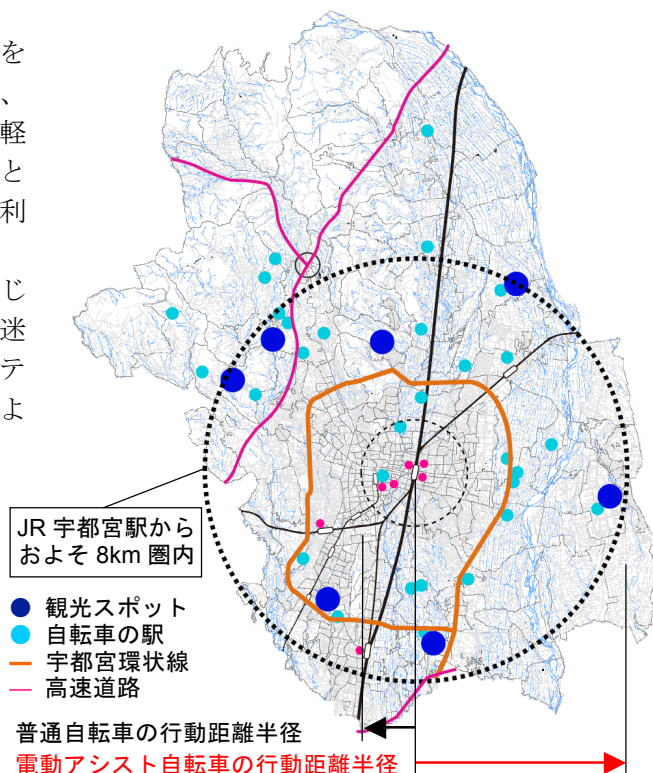 を
、
軽
と
利
じ
迷
テ
よ
JR 宇都宮駅から
およそ 8km 圏内
観光スポット
自転車の駅
宇都宮環状線
高速道路
普通自転車の行動距離半径
電動アシスト自転車の行動距離半径